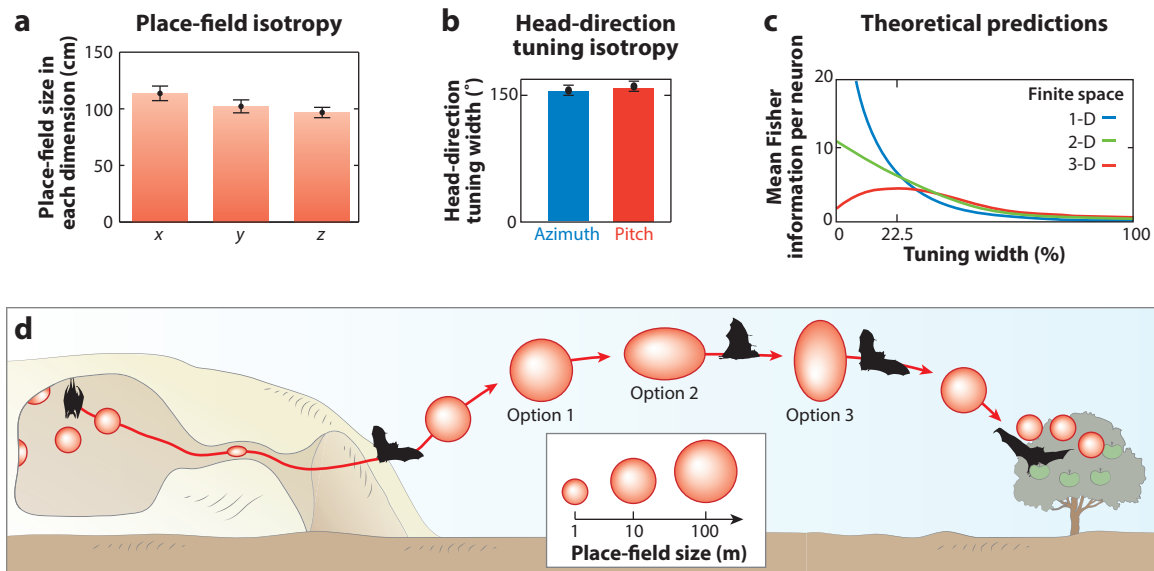 a
Place-field isotropy
Place-field size in
each dimension (cm)
150
100
50
0
x
y
z
b
Head-direction
tuning isotropy
Head-direction
tuning width (°)
150
0
Azimuth
Pitch
c
Theoretical predictions
Mean Fisher
information per neuron
20
10
0
Finite space
1-D
2-D
3-D
0
22.5
100
Tuning width (%)
d
Option 1
Option 2
Option 3
1
10
100
Place-field size (m)